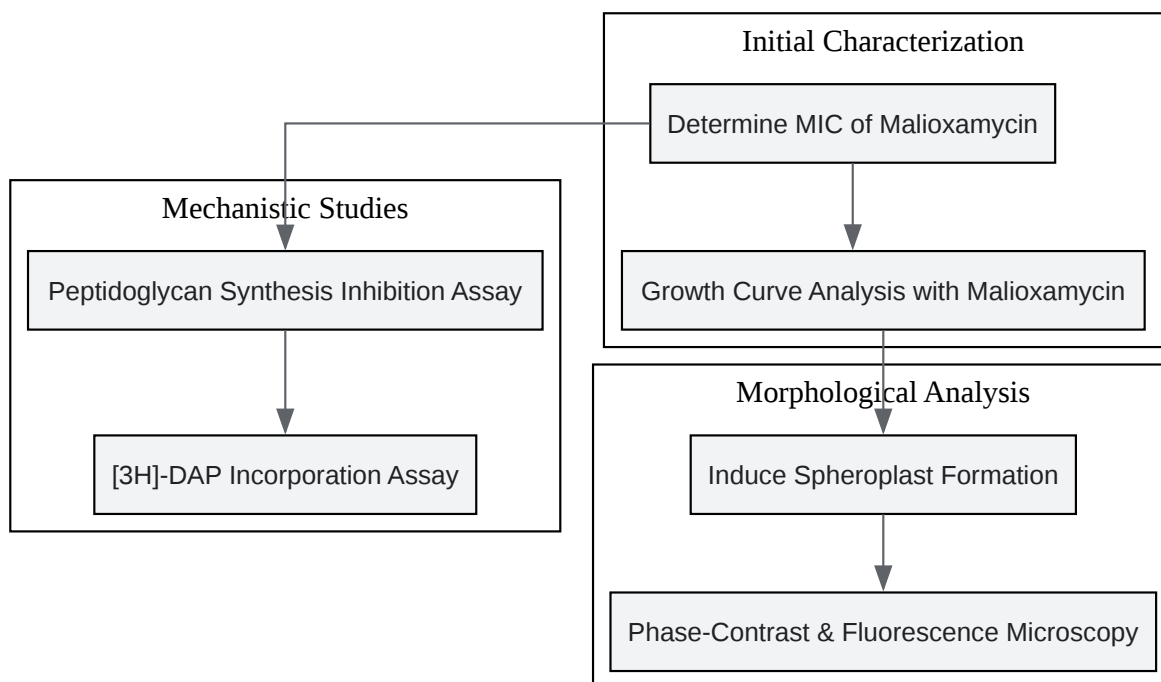 Initial Characterization
Determine MIC of Malioxamycin
Growth Curve Analysis with Malioxamycin
Mechanistic Studies
Peptidoglycan Synthesis Inhibition Assay
[3H]-DAP Incorporation Assay
Morphological Analysis
Induce Spheroplast Formation
Phase-Contrast & Fluorescence Microscopy